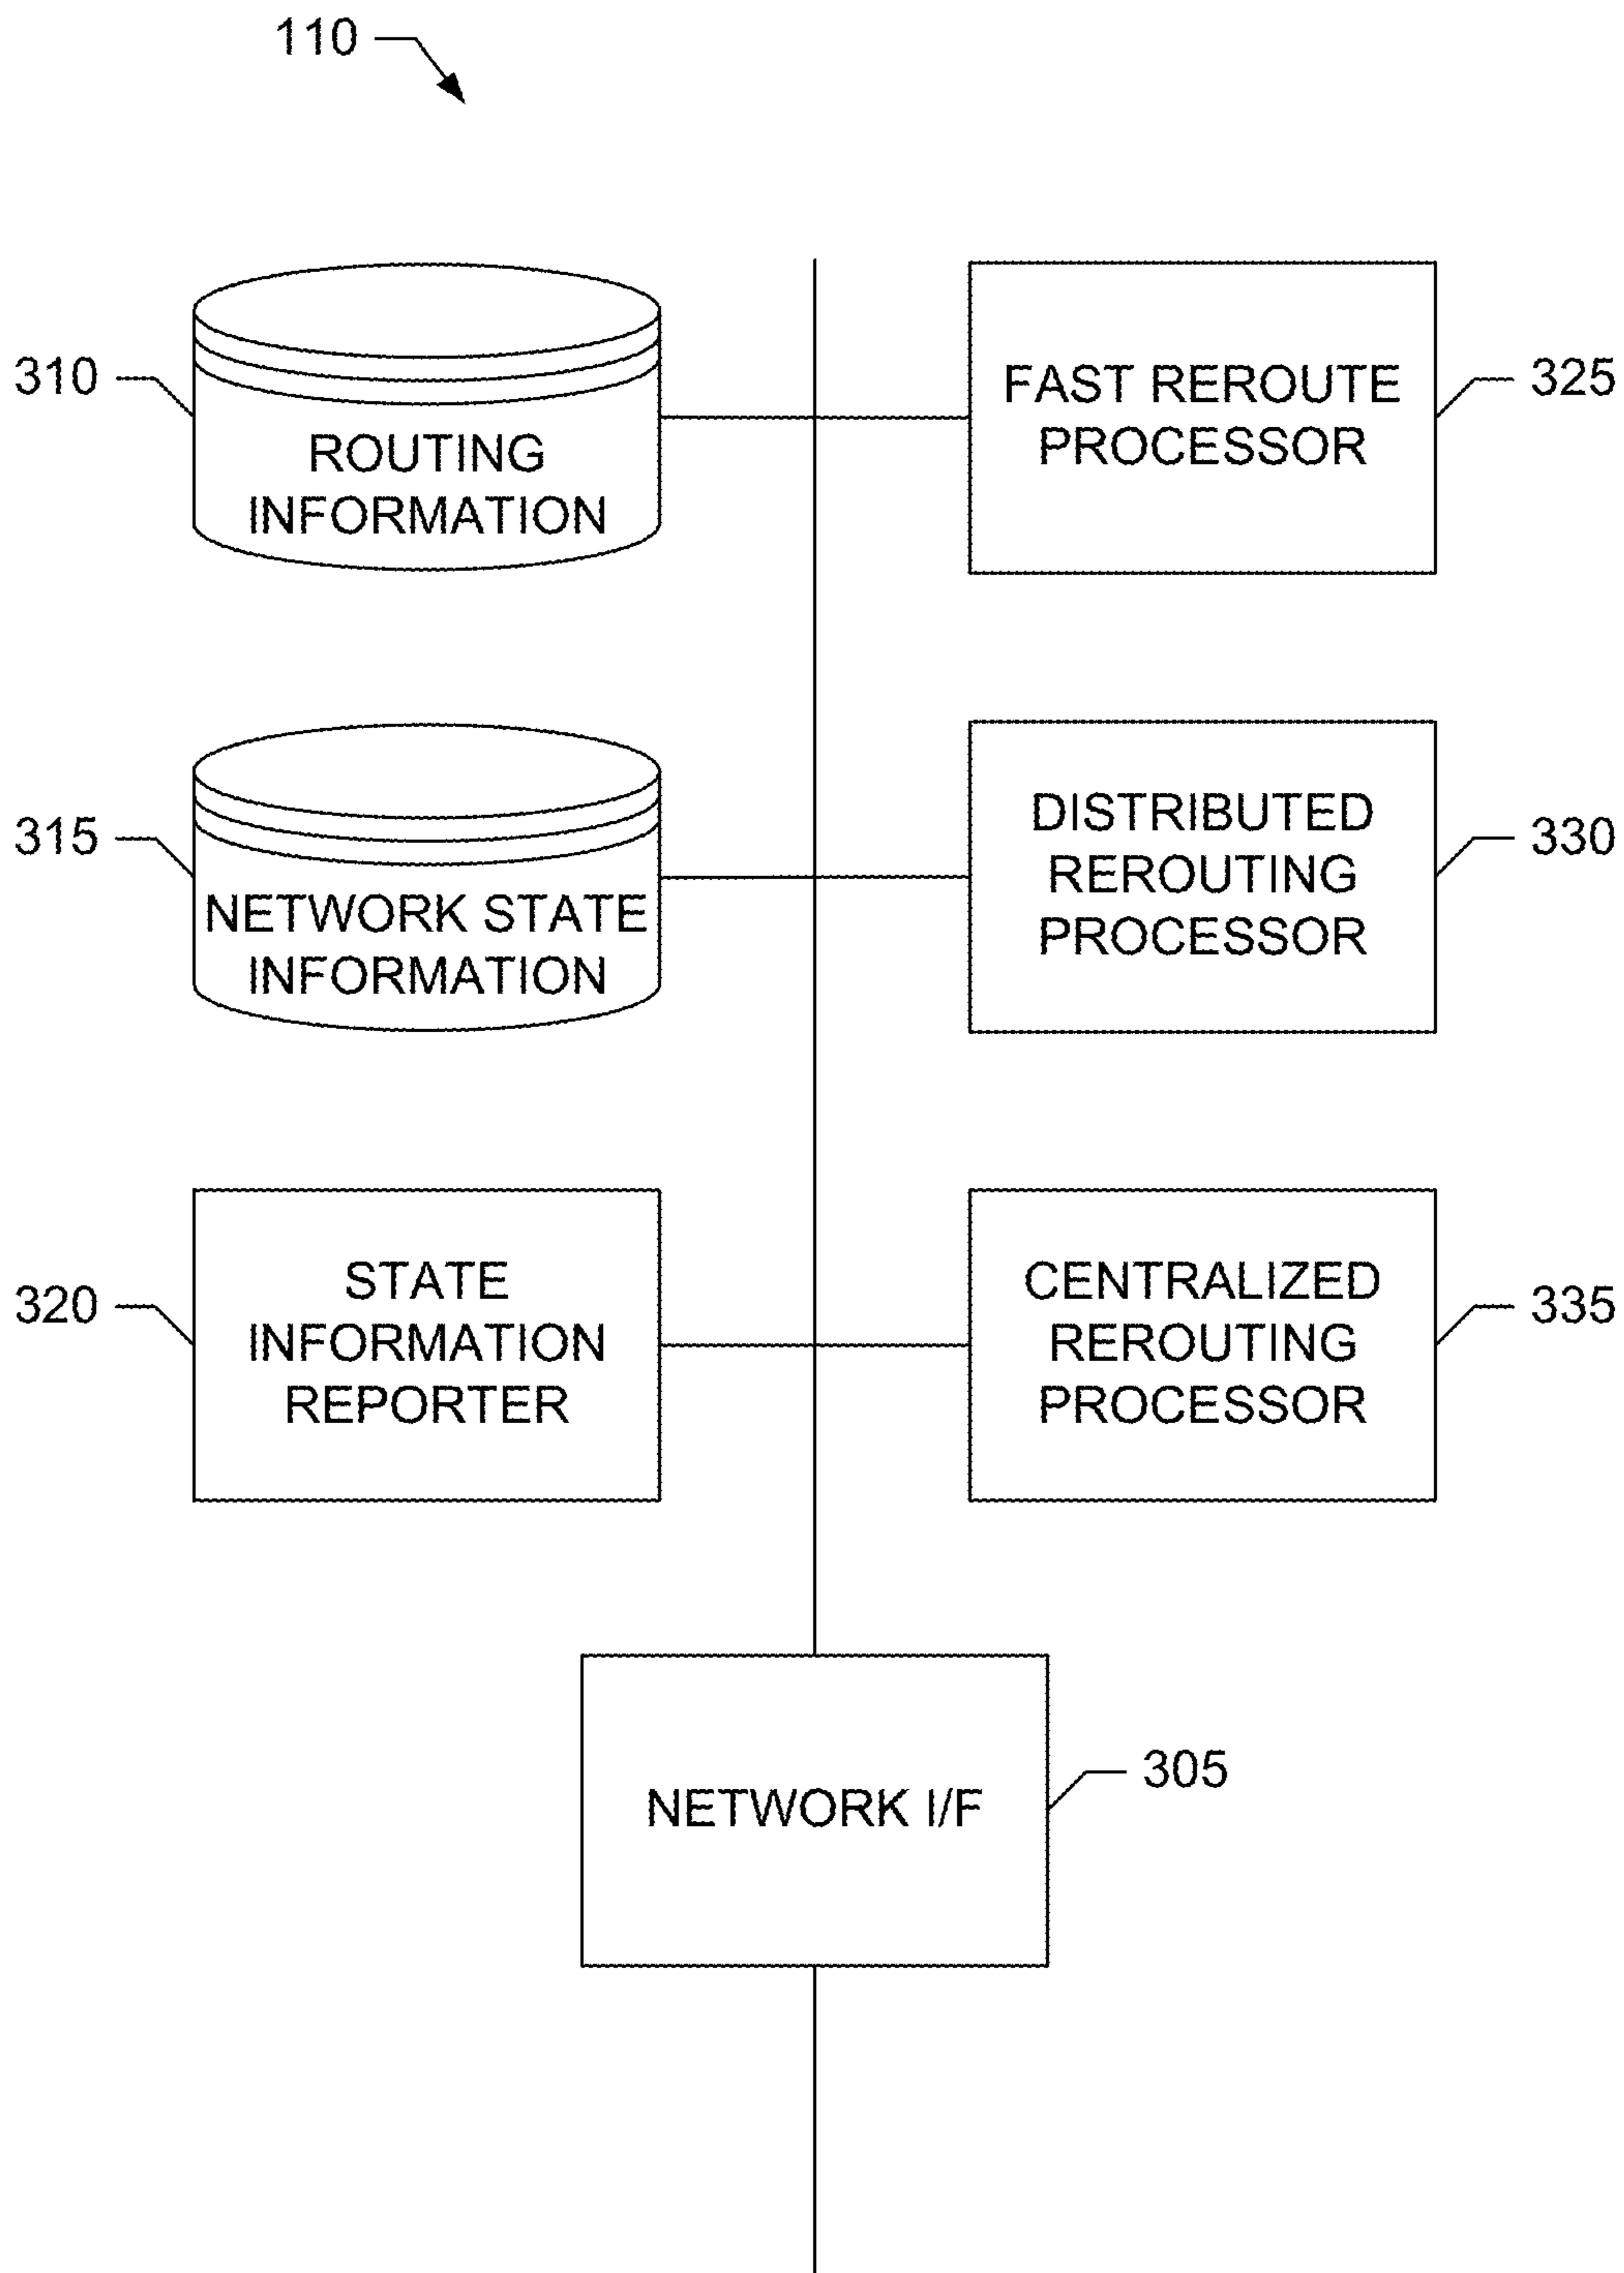 110
310
ROUTING
INFORMATION
FAST REROUTE
PROCESSOR
325
315
NETWORK STATE
INFORMATION
DISTRIBUTED
REROUTING
PROCESSOR
330
320
STATE
INFORMATION
REPORTER
CENTRALIZED
REROUTING
PROCESSOR
335
NETWORK I/F
305